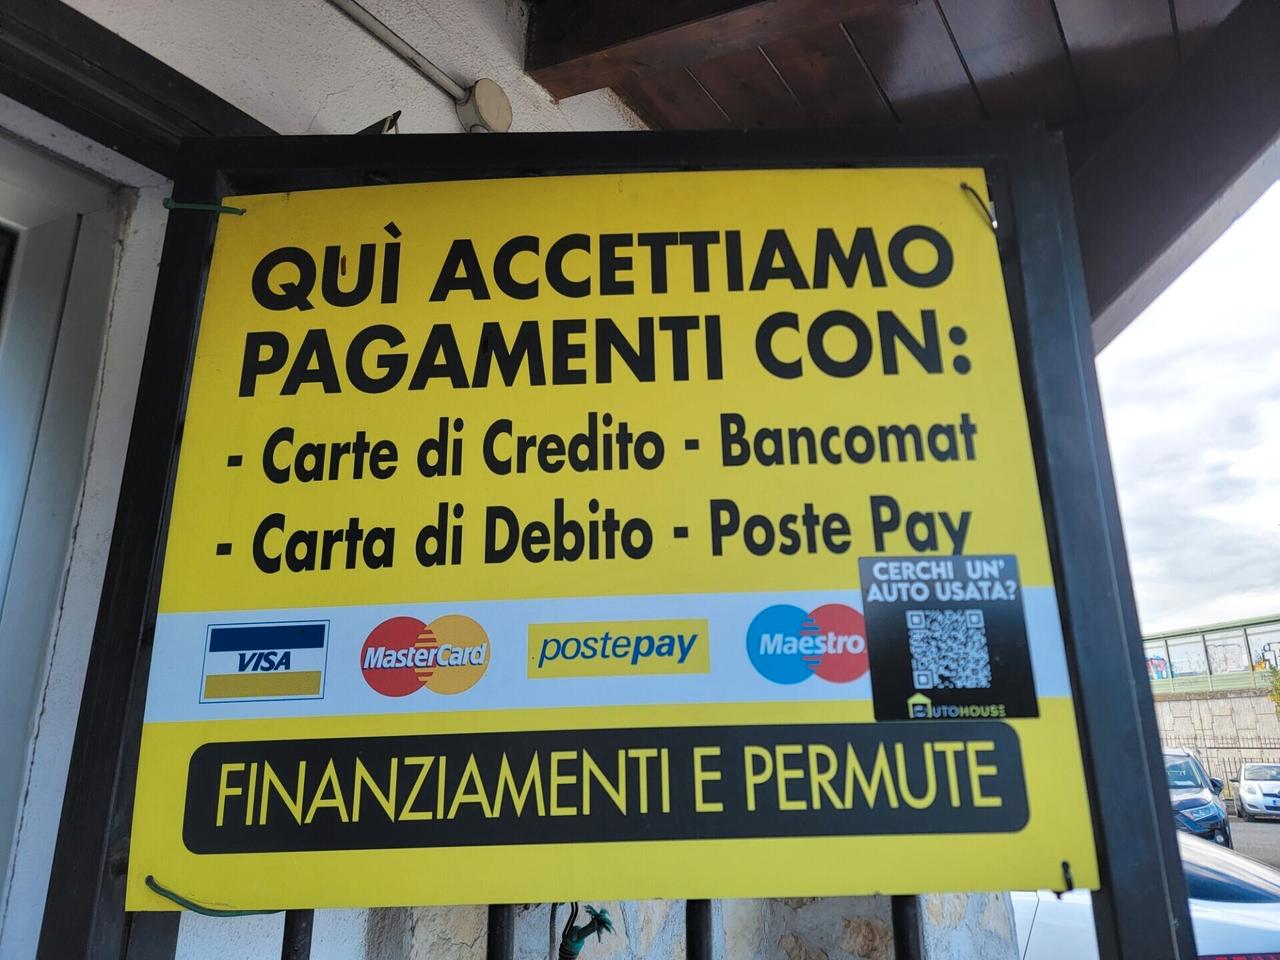 QUÌ ACCETTIAMO
PAGAMENTI CON:
- Carte di Credito - Bancomat
- Carta di Debito - Poste Pay
CERCHI UN'
AUTO USATA?
VISA
MasterCard
postepay
Maestro
AUTOHOUSE
FINANZIAMENTI E PERMUTE